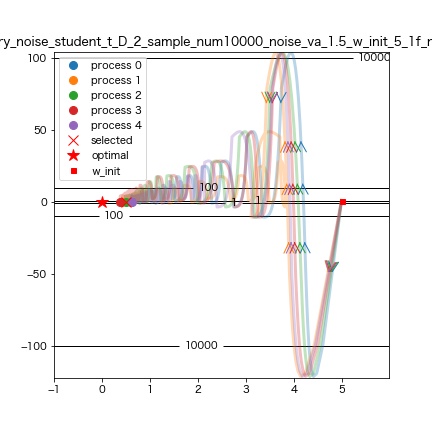 ry_noise_student_t_D_2_sample_num10000_noise_va_1.5_w_init_5_1f_r
process 0
process 1
process 2
process 3
process 4
selected
optimal
w_init
100
50
0
−50
−100
10000
100
1
1
100
10000
−1
0
1
2
3
4
5